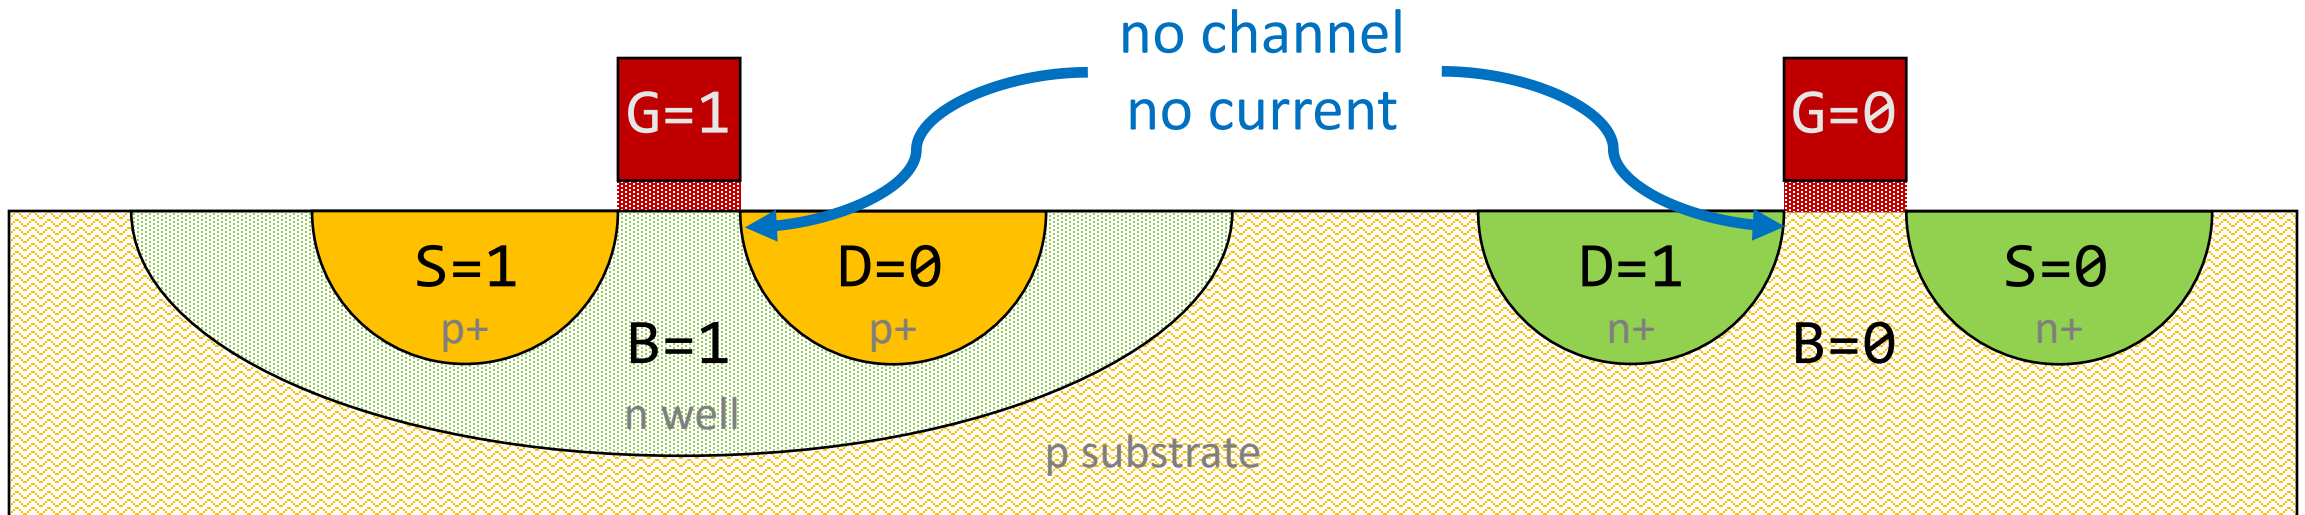 no channel
no current
G=1
G=0
S=1
p+
D=0
p+
B=1
n well
p substrate
D=1
n+
B=0
S=0
n+